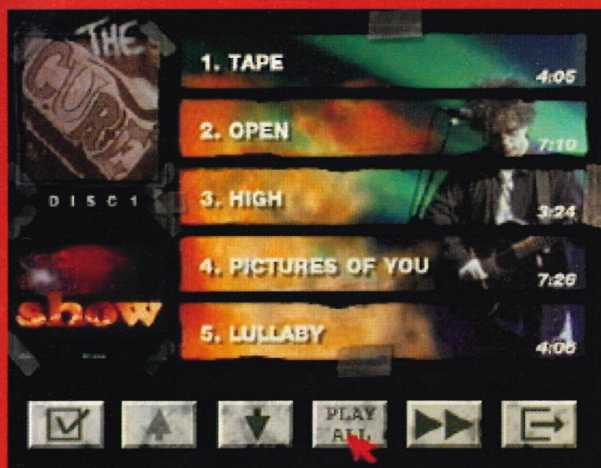 THE
CURE
DISC 1
show
1. TAPE
4:05
2. OPEN
7:10
3. HIGH
3:24
4. PICTURES OF YOU
7:26
5. LULLABY
4:06
PLAY
ALL